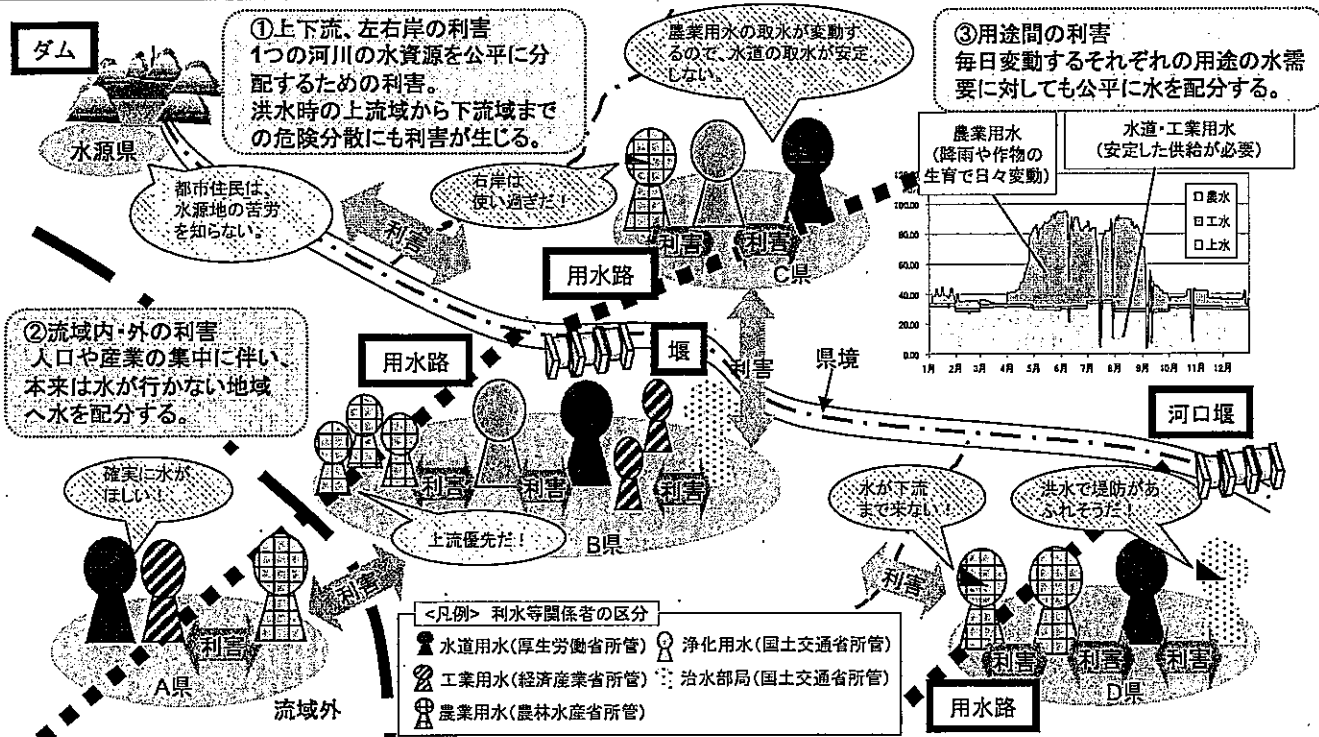 ダム
水源県
①上下流、左右岸の利害
1つの河川の水資源を公平に分
配するための利害。
洪水時の上流域から下流域まで
の危険分散にも利害が生じる。
農業用水の取水が変動す
るので、水道の取水が安定
しない。
③用途間の利害
毎日変動するそれぞれの用途の水需
要に対しても公平に水を配分する。
農業用水
(降雨や作物の
生育で日々変動)
水道・工業用水
(安定した供給が必要)
100.00
80.00
60.00
40.00
20.00
0.00
1月 2月 3月 4月 5月 6月 7月 8月 9月 10月 11月 12月
農水
工水
上水
都市住民は、
水源地の苦労
を知らない。
右岸は
使い過ぎだ!
利害
利害
利害
C県
用水路
②流域内・外の利害
人口や産業の集中に伴い、
本来は水が行かない地域
へ水を配分する。
用水路
堰
利害
県境
河口堰
確実に水が
ほしい!
利害
利害
利害
上流優先だ!
B県
水が下流
まで来ない!
洪水で堤防があ
ふれそうだ!
利害
利害
利害
A県
流域外
<凡例> 利水等関係者の区分
水道用水(厚生労働省所管)
浄化用水(国土交通省所管)
工業用水(経済産業省所管)
治水部局(国土交通省所管)
農業用水(農林水産省所管)
利害
利害
利害
D県
用水路